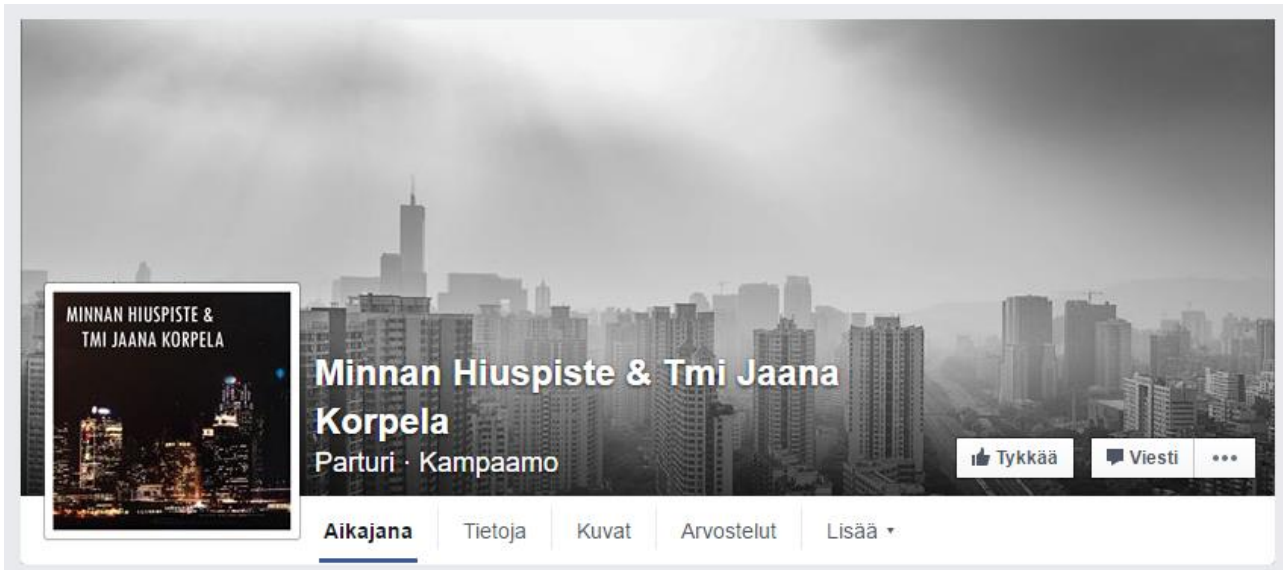 MINNAN HIUSPISTE &
TMI JAANA KORPELA
Minnan Hiuspiste & Tmi Jaana
Korpela
Parturi · Kampaamo
Tykkää
Viesti
Aikajana
Tietoja
Kuvat
Arvostelut
Lisää